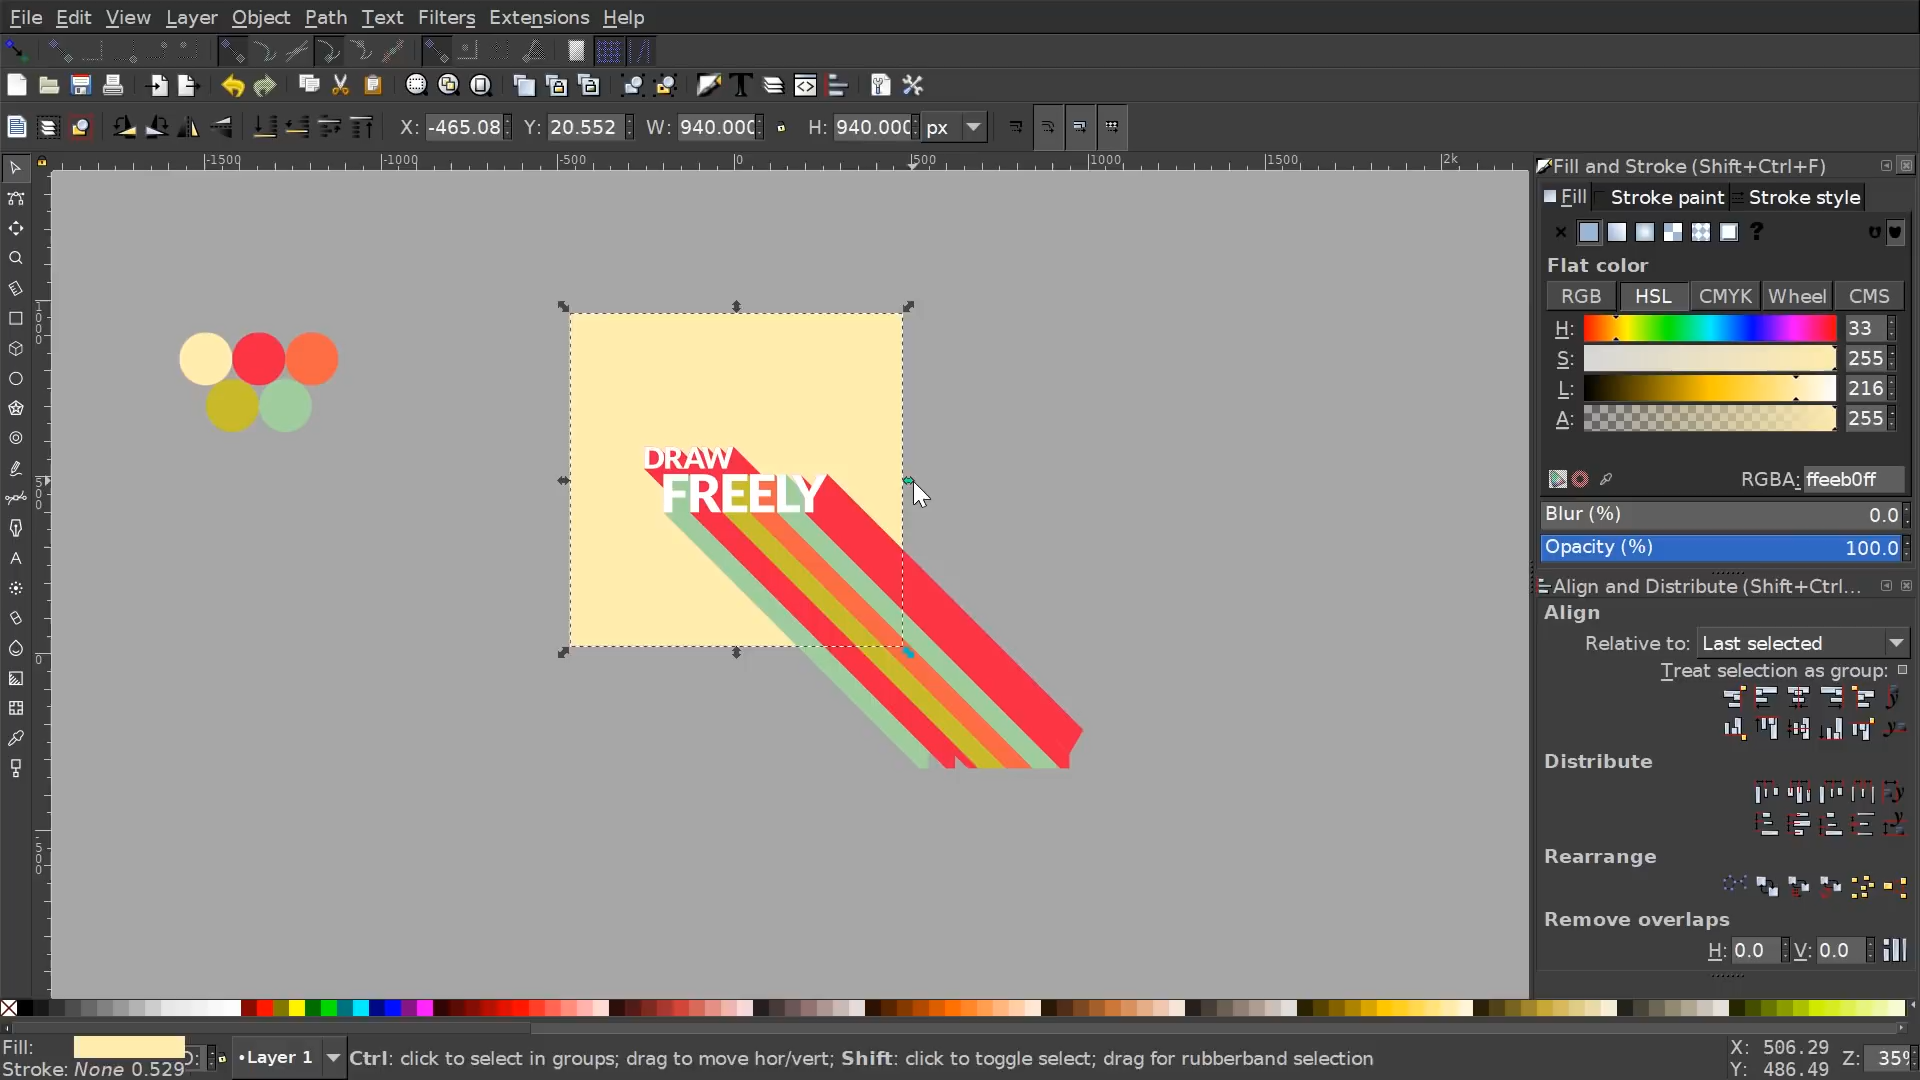 File Edit View Layer Object Path Text Filters Extensions Help
X: -465.08 Y: 20.552 W: 940.000 H: 940.000 px
-1500 -1000 -500 0 500 1000 1500 2k
Fill and Stroke (Shift+Ctrl+F)
Fill Stroke paint Stroke style
?
Flat color
RGB HSL CMYK Wheel CMS
H: 33
S: 255
L: 216
A: 255
RGBA: ffeeb0ff
Blur (%) 0.0
Opacity (%) 100.0
DRAW
FREELY
Align and Distribute (Shift+Ctrl...
Align
Relative to: Last selected
Treat selection as group:
Distribute
Rearrange
Remove overlaps
H: 0.0 V: 0.0
Fill:
Stroke: None 0.529
•Layer 1
Ctrl: click to select in groups; drag to move hor/vert; Shift: click to toggle select; drag for rubberband selection
X: 506.29
Y: 486.49
Z: 35%